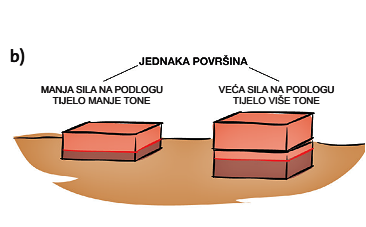 b)
JEDNAKA POVRŠINA
MANJA SILA NA PODLOGU
TIJELO MANJE TONE
VEĆA SILA NA PODLOGU
TIJELO VIŠE TONE